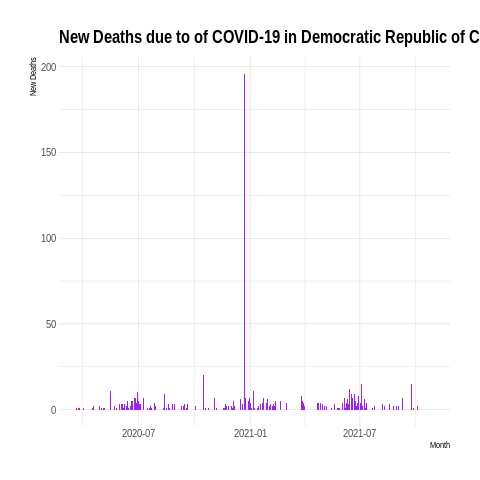 New Deaths due to of COVID-19 in Democratic Republic of C
New Deaths
200
150
100
50
0
2020-07
2021-01
2021-07
Month